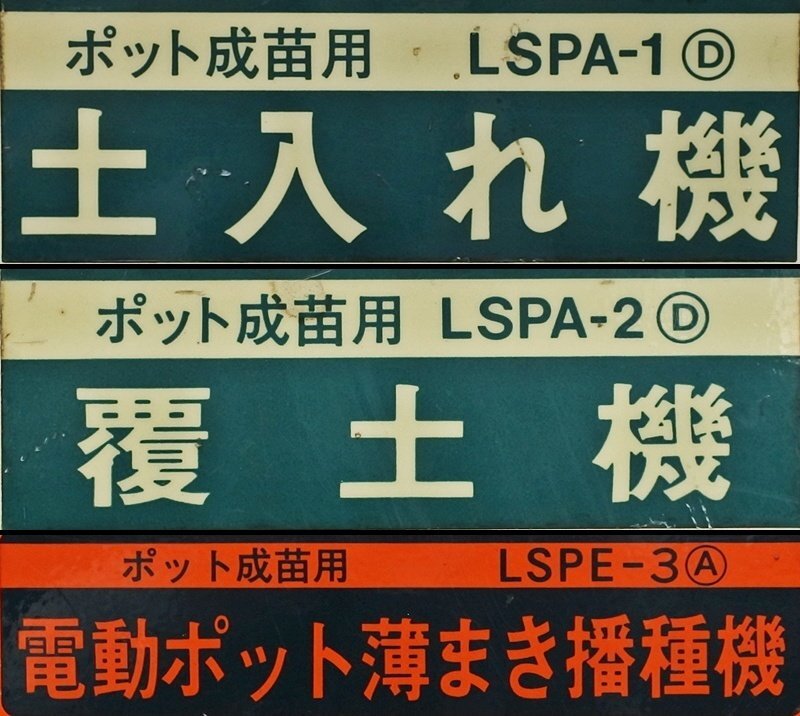 ポット成苗用 LSPA-1Ⓓ
土入れ機
ポット成苗用 LSPA-2Ⓓ
覆土機
ポット成苗用 LSPE-3Ⓐ
電動ポット薄まき播種機